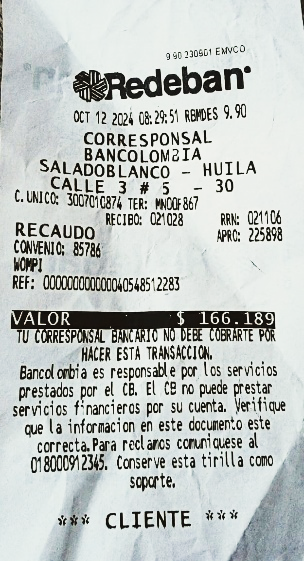 9.90 230601 EMVCO
Redeban
OCT 12 2024 08:29:51 RBMDES 9.90
CORRESPONSAL
BANCOLOMBIA
SALADOBLANCO - HUILA
CALLE 3 # 5 - 30
C.UNICO: 3007010874 TER: MN00F867
RECIBO: 021028 RRN: 021106
RECAUDO APRO: 225898
CONVENIO: 85786
WOMPI
REF: 00000000000040548512283
VALOR $ 166.189
TU CORRESPONSAL BANCARIO NO DEBE COBRARTE POR
HACER ESTA TRANSACCION.
Bancolombia es responsable por los servicios
prestados por el CB. El CB no puede prestar
servicios financieros por su cuenta. Verifique
que la informacion en este documento este
correcta.Para reclamos comuniquese al
018000912345. Conserve esta tirilla como
soporte.
*** CLIENTE ***